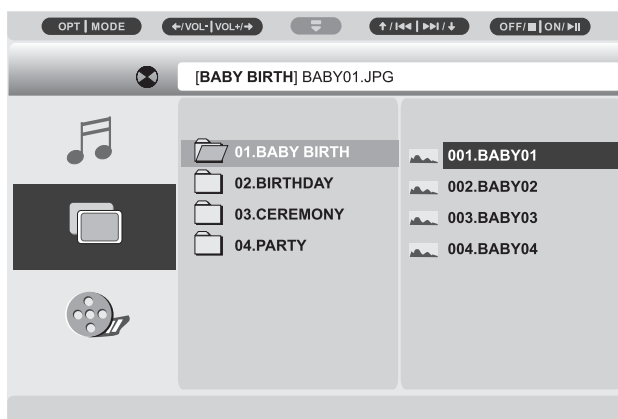 OPT | MODE ←/VOL- | VOL+/→ ↑/I◀◀ | ▶▶I/↓ OFF/■ | ON/▶II
[BABY BIRTH] BABY01.JPG
01.BABY BIRTH 001.BABY01
02.BIRTHDAY 002.BABY02
03.CEREMONY 003.BABY03
04.PARTY 004.BABY04